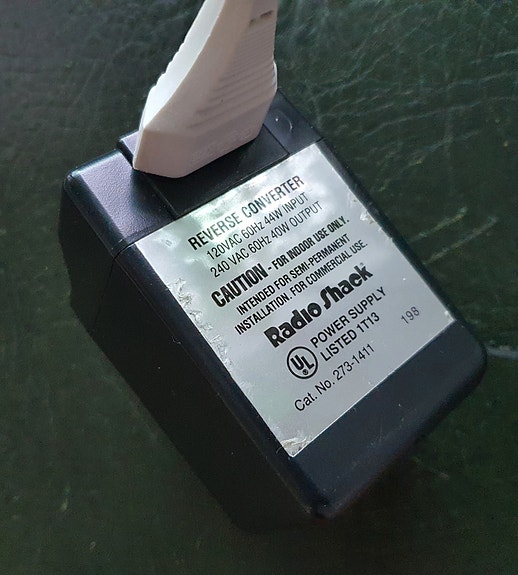 REVERSE CONVERTER
120VAC 60Hz 44W INPUT
240 VAC 60Hz 40W OUTPUT
CAUTION - FOR INDOOR USE ONLY.
INTENDED FOR SEMI-PERMANENT
INSTALLATION. FOR COMMERCIAL USE.
Radio Shack®
UL® POWER SUPPLY
LISTED 1T13 198
Cat. No. 273-1411